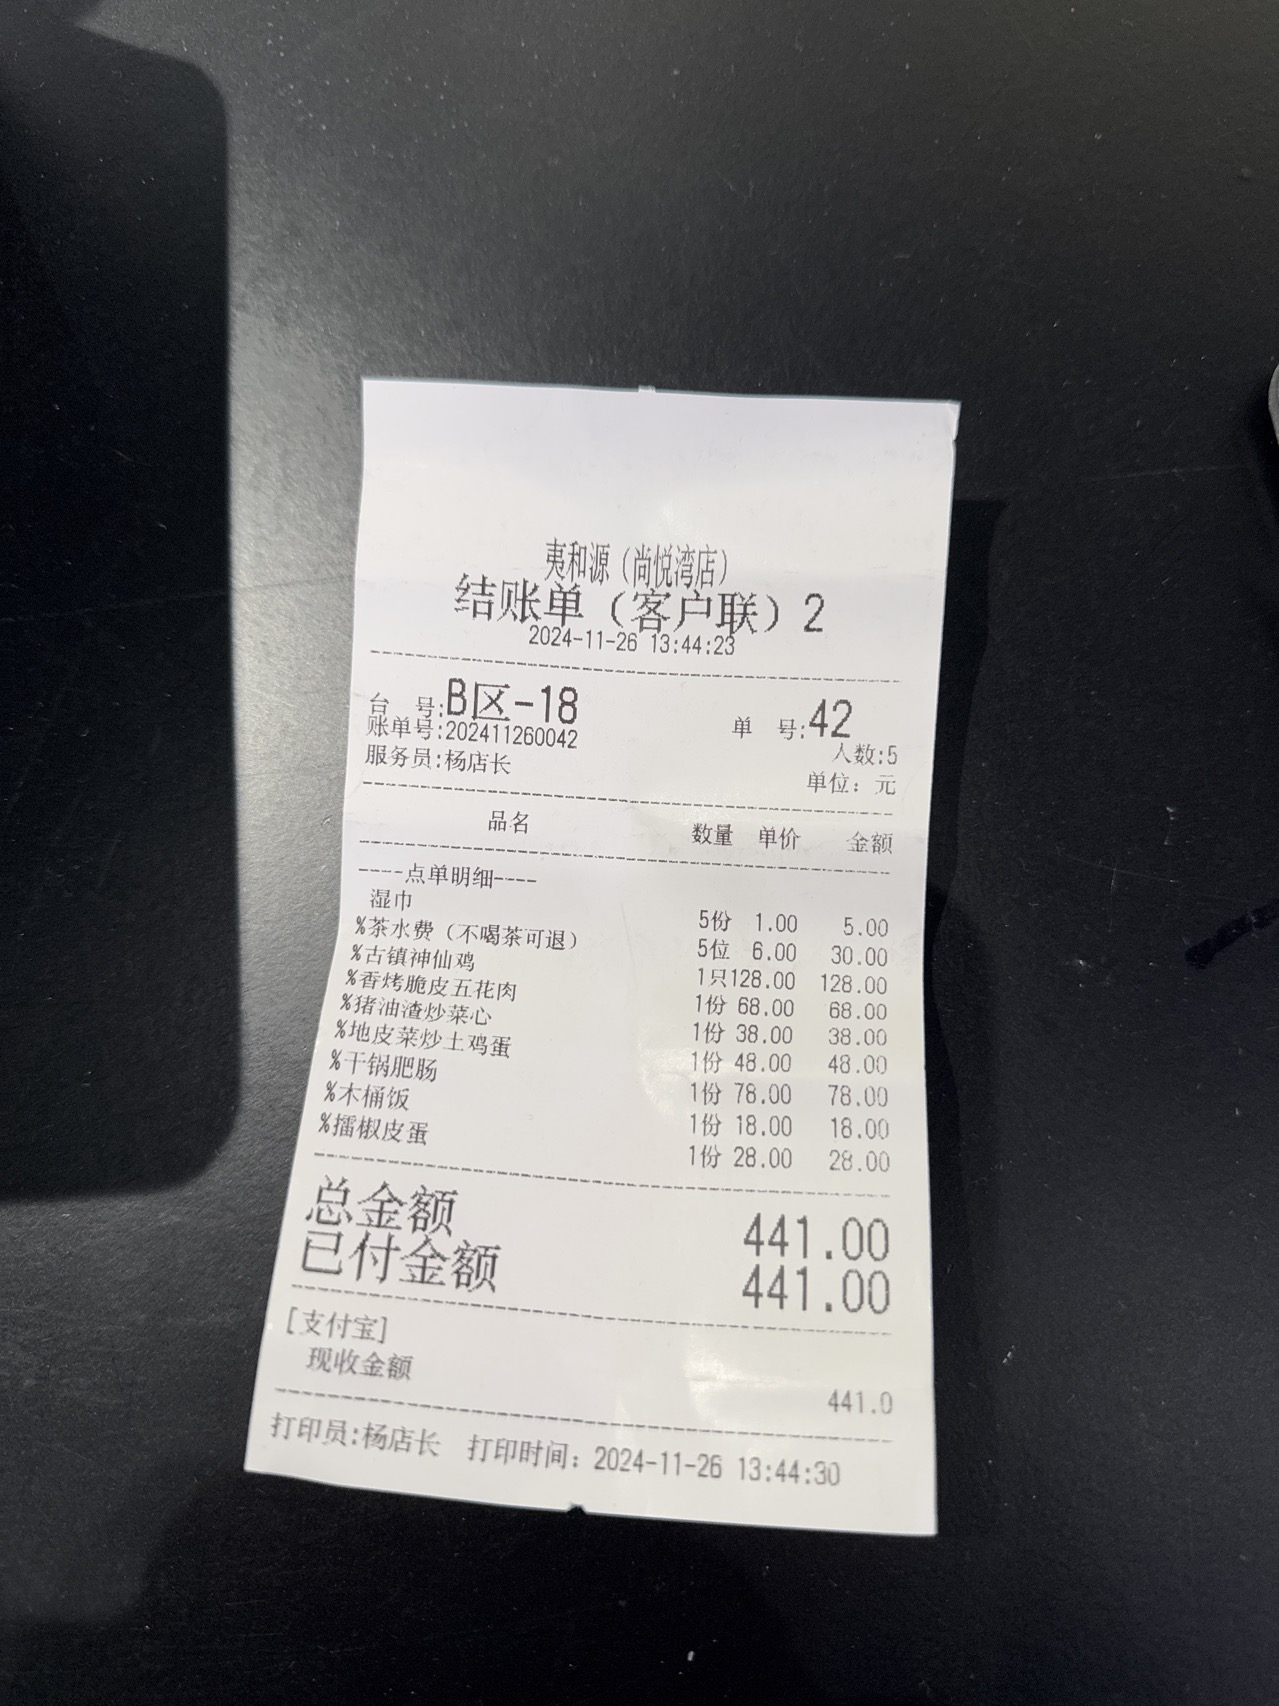 夷和源（尚悦湾店）
结账单（客户联）2
2024-11-26 13:44:23
台 号:B区-18 单 号:42
账单号:202411260042 人数:5
服务员:杨店长 单位：元
品名 数量 单价 金额
----点单明细----
湿巾 5份 1.00 5.00
%茶水费（不喝茶可退） 5位 6.00 30.00
%古镇神仙鸡 1只128.00 128.00
%香烤脆皮五花肉 1份 68.00 68.00
%猪油渣炒菜心 1份 38.00 38.00
%地皮菜炒土鸡蛋 1份 48.00 48.00
%干锅肥肠 1份 78.00 78.00
%木桶饭 1份 18.00 18.00
%擂椒皮蛋 1份 28.00 28.00
总金额 441.00
已付金额 441.00
[支付宝]
现收金额 441.0
打印员:杨店长 打印时间：2024-11-26 13:44:30